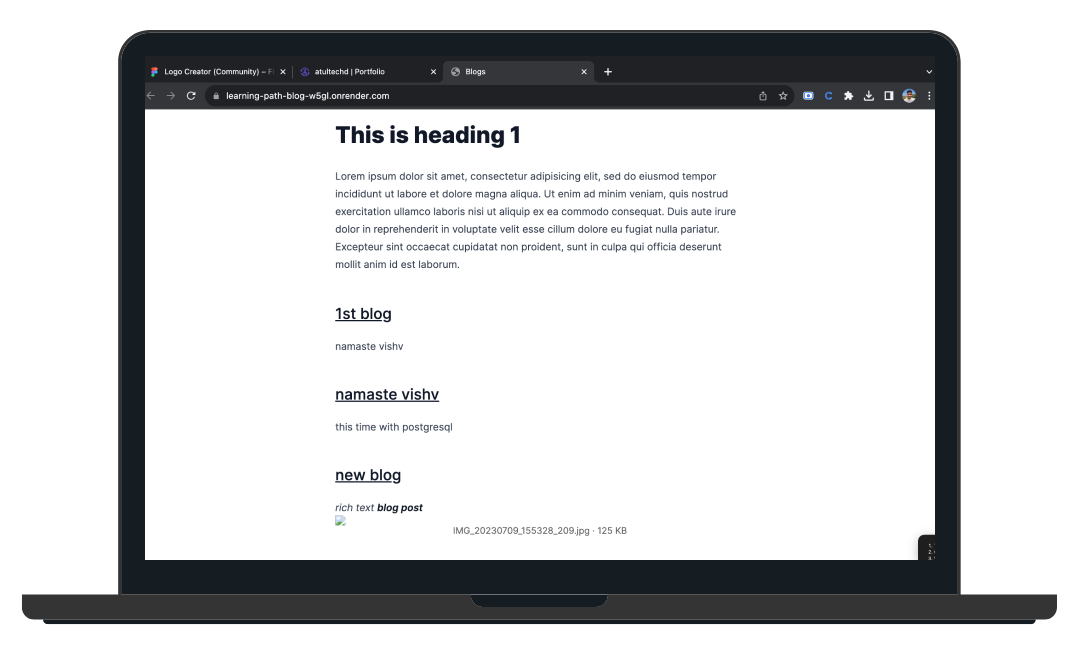 Logo Creator (Community) – Fi
atultechd | Portfolio
Blogs
learning-path-blog-w5gl.onrender.com
C
This is heading 1
Lorem ipsum dolor sit amet, consectetur adipisicing elit, sed do eiusmod tempor
incididunt ut labore et dolore magna aliqua. Ut enim ad minim veniam, quis nostrud
exercitation ullamco laboris nisi ut aliquip ex ea commodo consequat. Duis aute irure
dolor in reprehenderit in voluptate velit esse cillum dolore eu fugiat nulla pariatur.
Excepteur sint occaecat cupidatat non proident, sunt in culpa qui officia deserunt
mollit anim id est laborum.
1st blog
namaste vishv
namaste vishv
this time with postgresql
new blog
rich text blog post
IMG_20230709_155328_209.jpg · 125 KB
1.
2.
3.